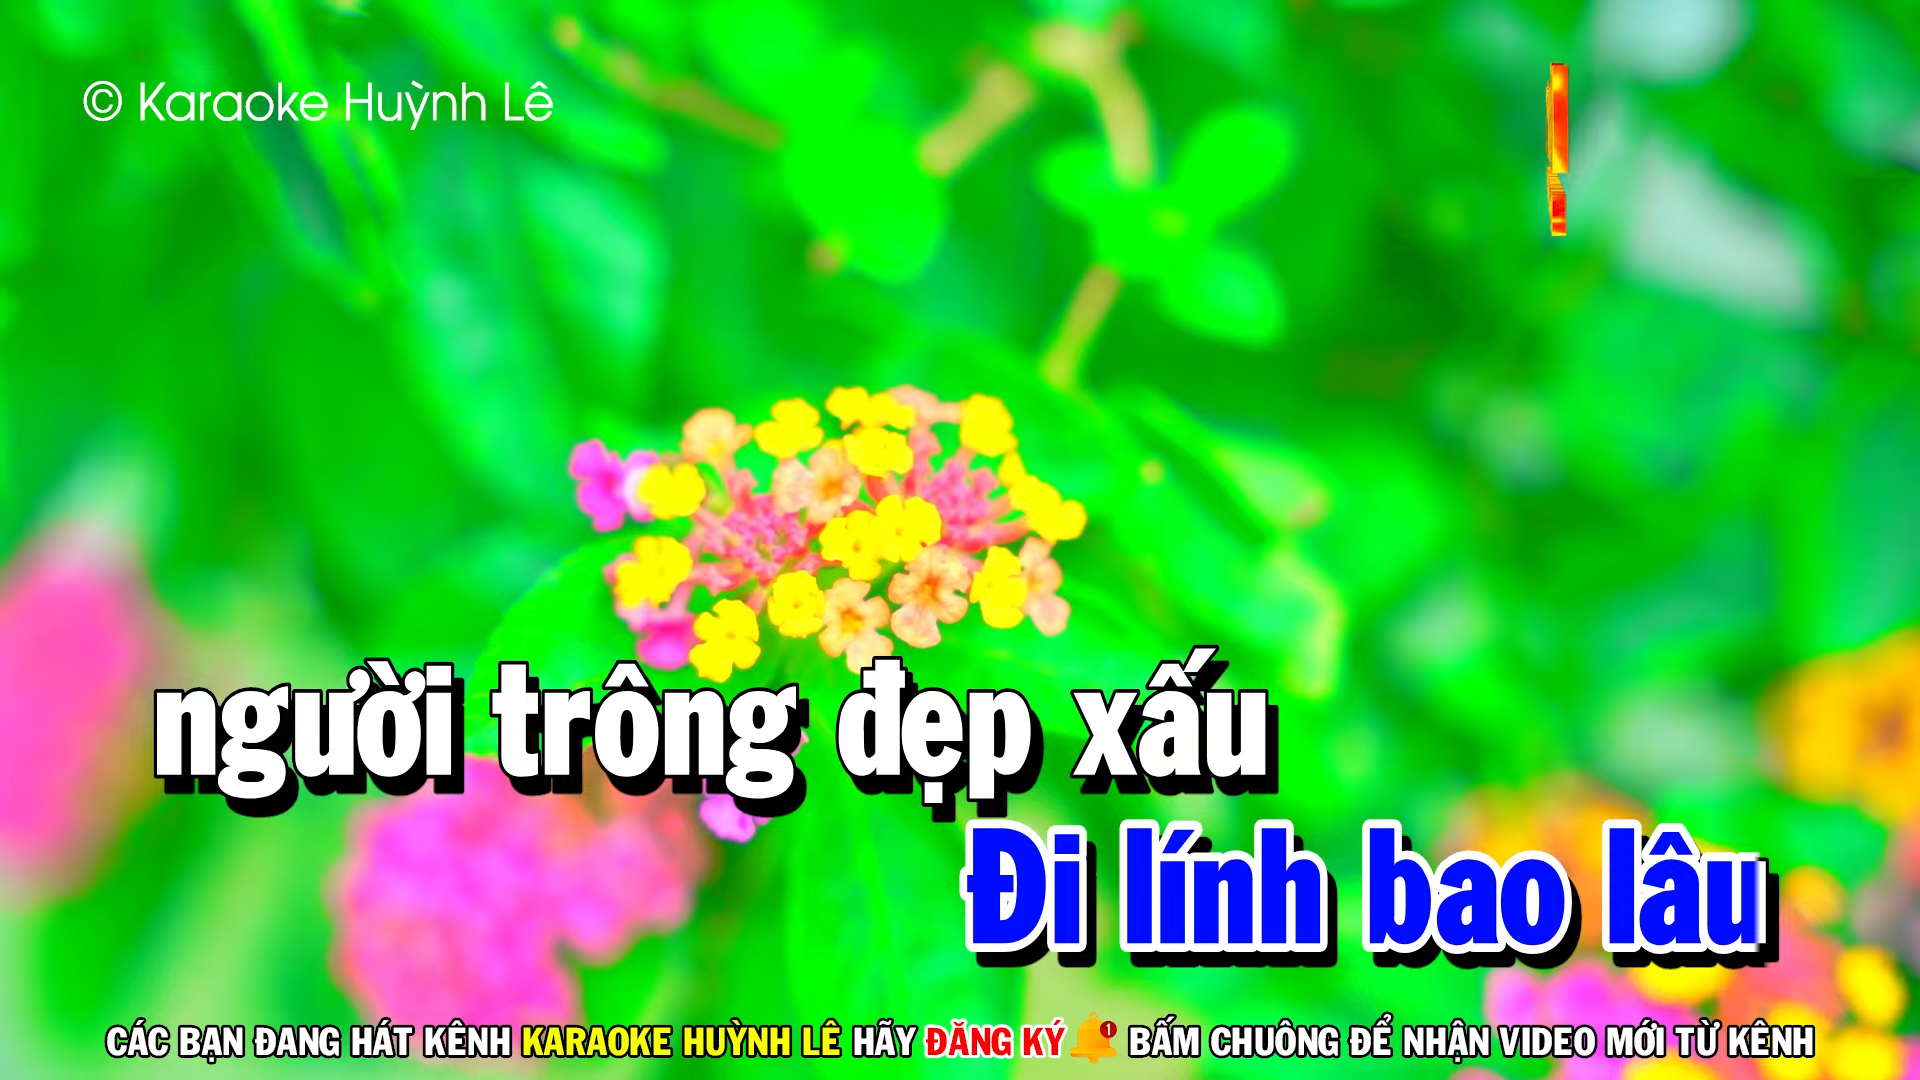 © Karaoke Huỳnh Lê
người trông đẹp xấu
Đi lính bao lâu
CÁC BẠN ĐANG HÁT KÊNH KARAOKE HUỲNH LÊ HÃY ĐĂNG KÝ 1 BẤM CHUÔNG ĐỂ NHẬN VIDEO MỚI TỪ KÊNH